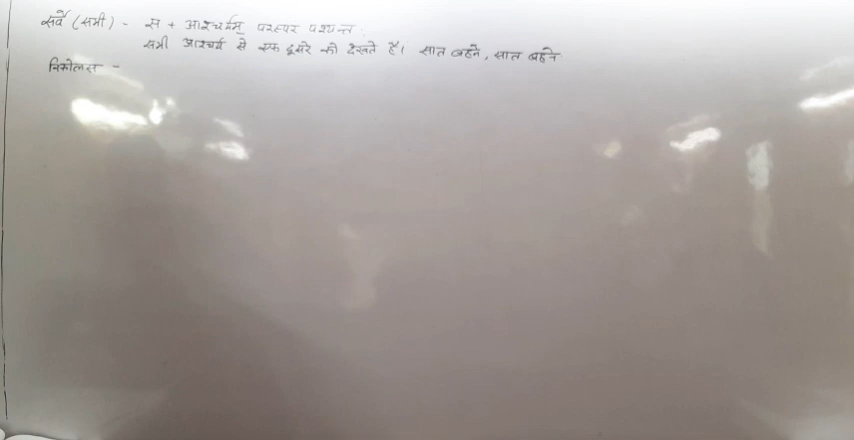 सर्वे (सभी) - स + आश्चर्यम् परस्पर पश्यन्त
सभी आश्चर्य से एक दूसरे को देखते हैं। सात बहने, सात बहने
निकोलस -